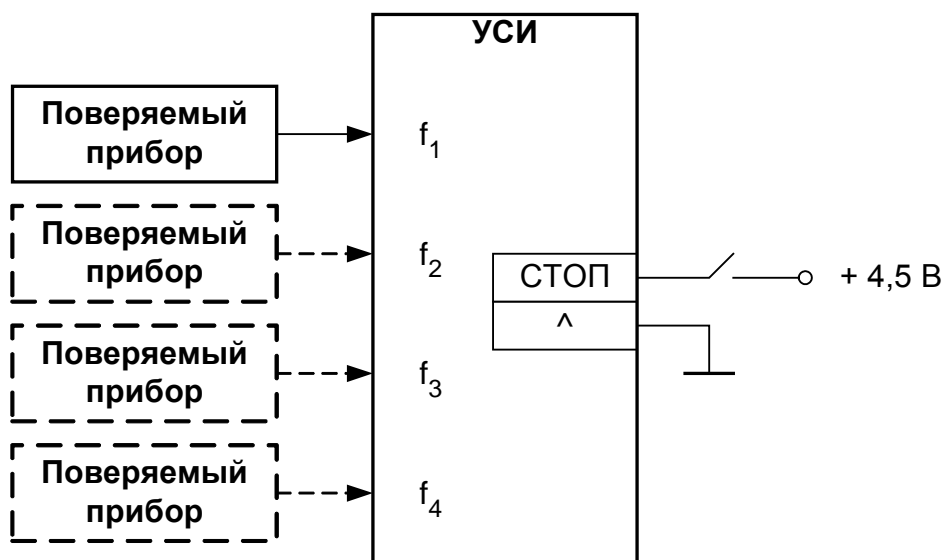 УСИ
Поверяемый
прибор
f1
Поверяемый
прибор
f2
СТОП
+ 4,5 В
^
Поверяемый
прибор
f3
Поверяемый
прибор
f4